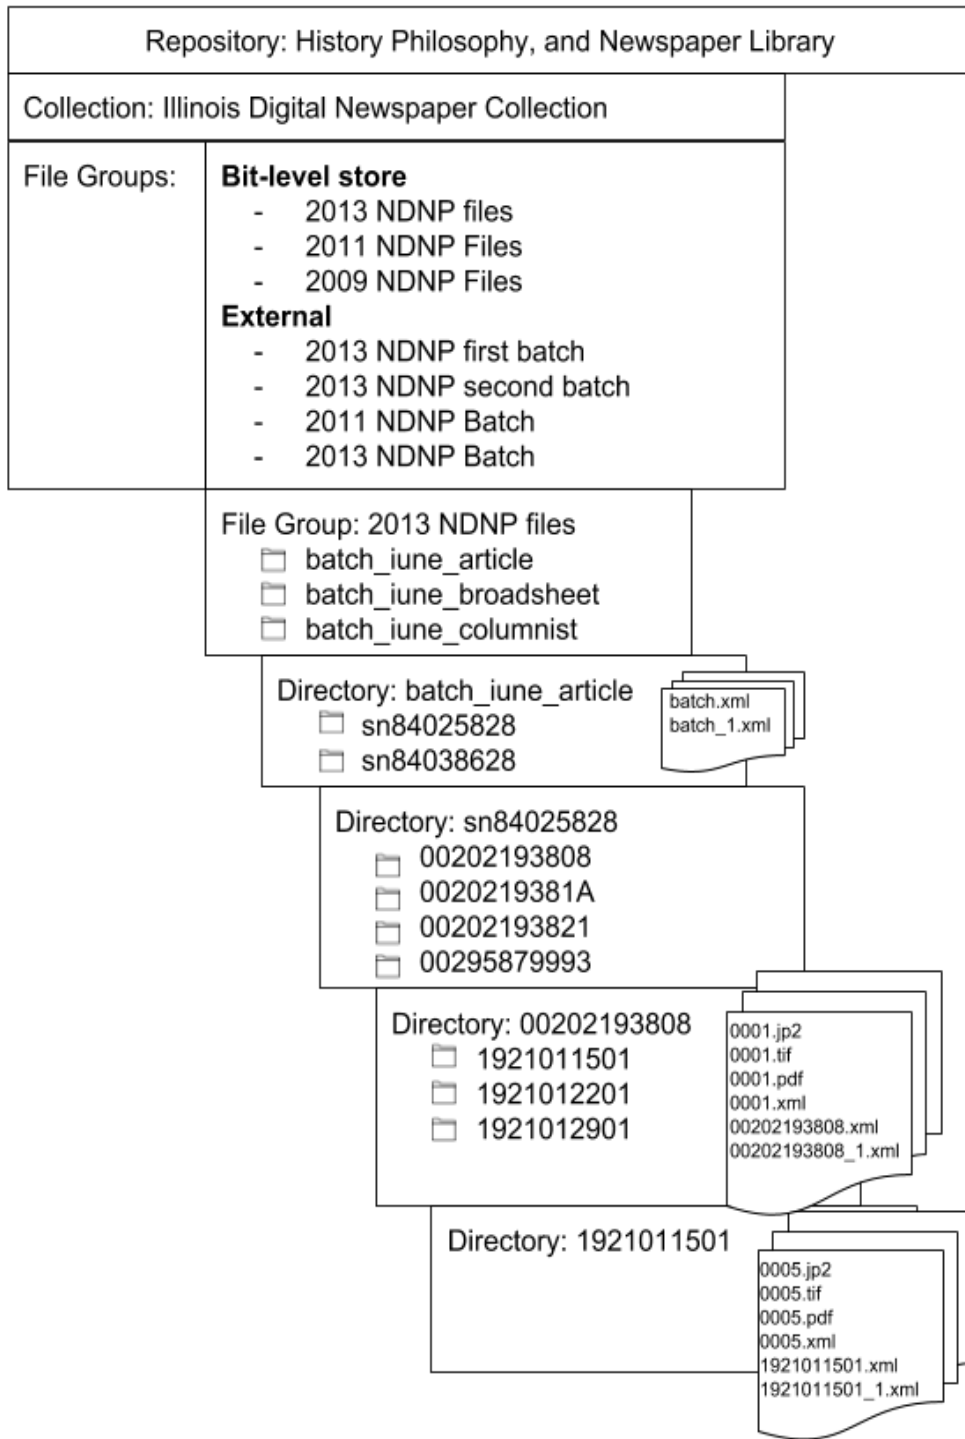 Repository: History Philosophy, and Newspaper Library
Collection: Illinois Digital Newspaper Collection
File Groups:
Bit-level store
- 2013 NDNP files
- 2011 NDNP Files
- 2009 NDNP Files
External
- 2013 NDNP first batch
- 2013 NDNP second batch
- 2011 NDNP Batch
- 2013 NDNP Batch
File Group: 2013 NDNP files
batch_iune_article
batch_iune_broadsheet
batch_iune_columnist
Directory: batch_iune_article
sn84025828
sn84038628
batch.xml
batch_1.xml
Directory: sn84025828
00202193808
0020219381A
00202193821
00295879993
Directory: 00202193808
1921011501
1921012201
1921012901
0001.jp2
0001.tif
0001.pdf
0001.xml
00202193808.xml
00202193808_1.xml
Directory: 1921011501
0005.jp2
0005.tif
0005.pdf
0005.xml
1921011501.xml
1921011501_1.xml